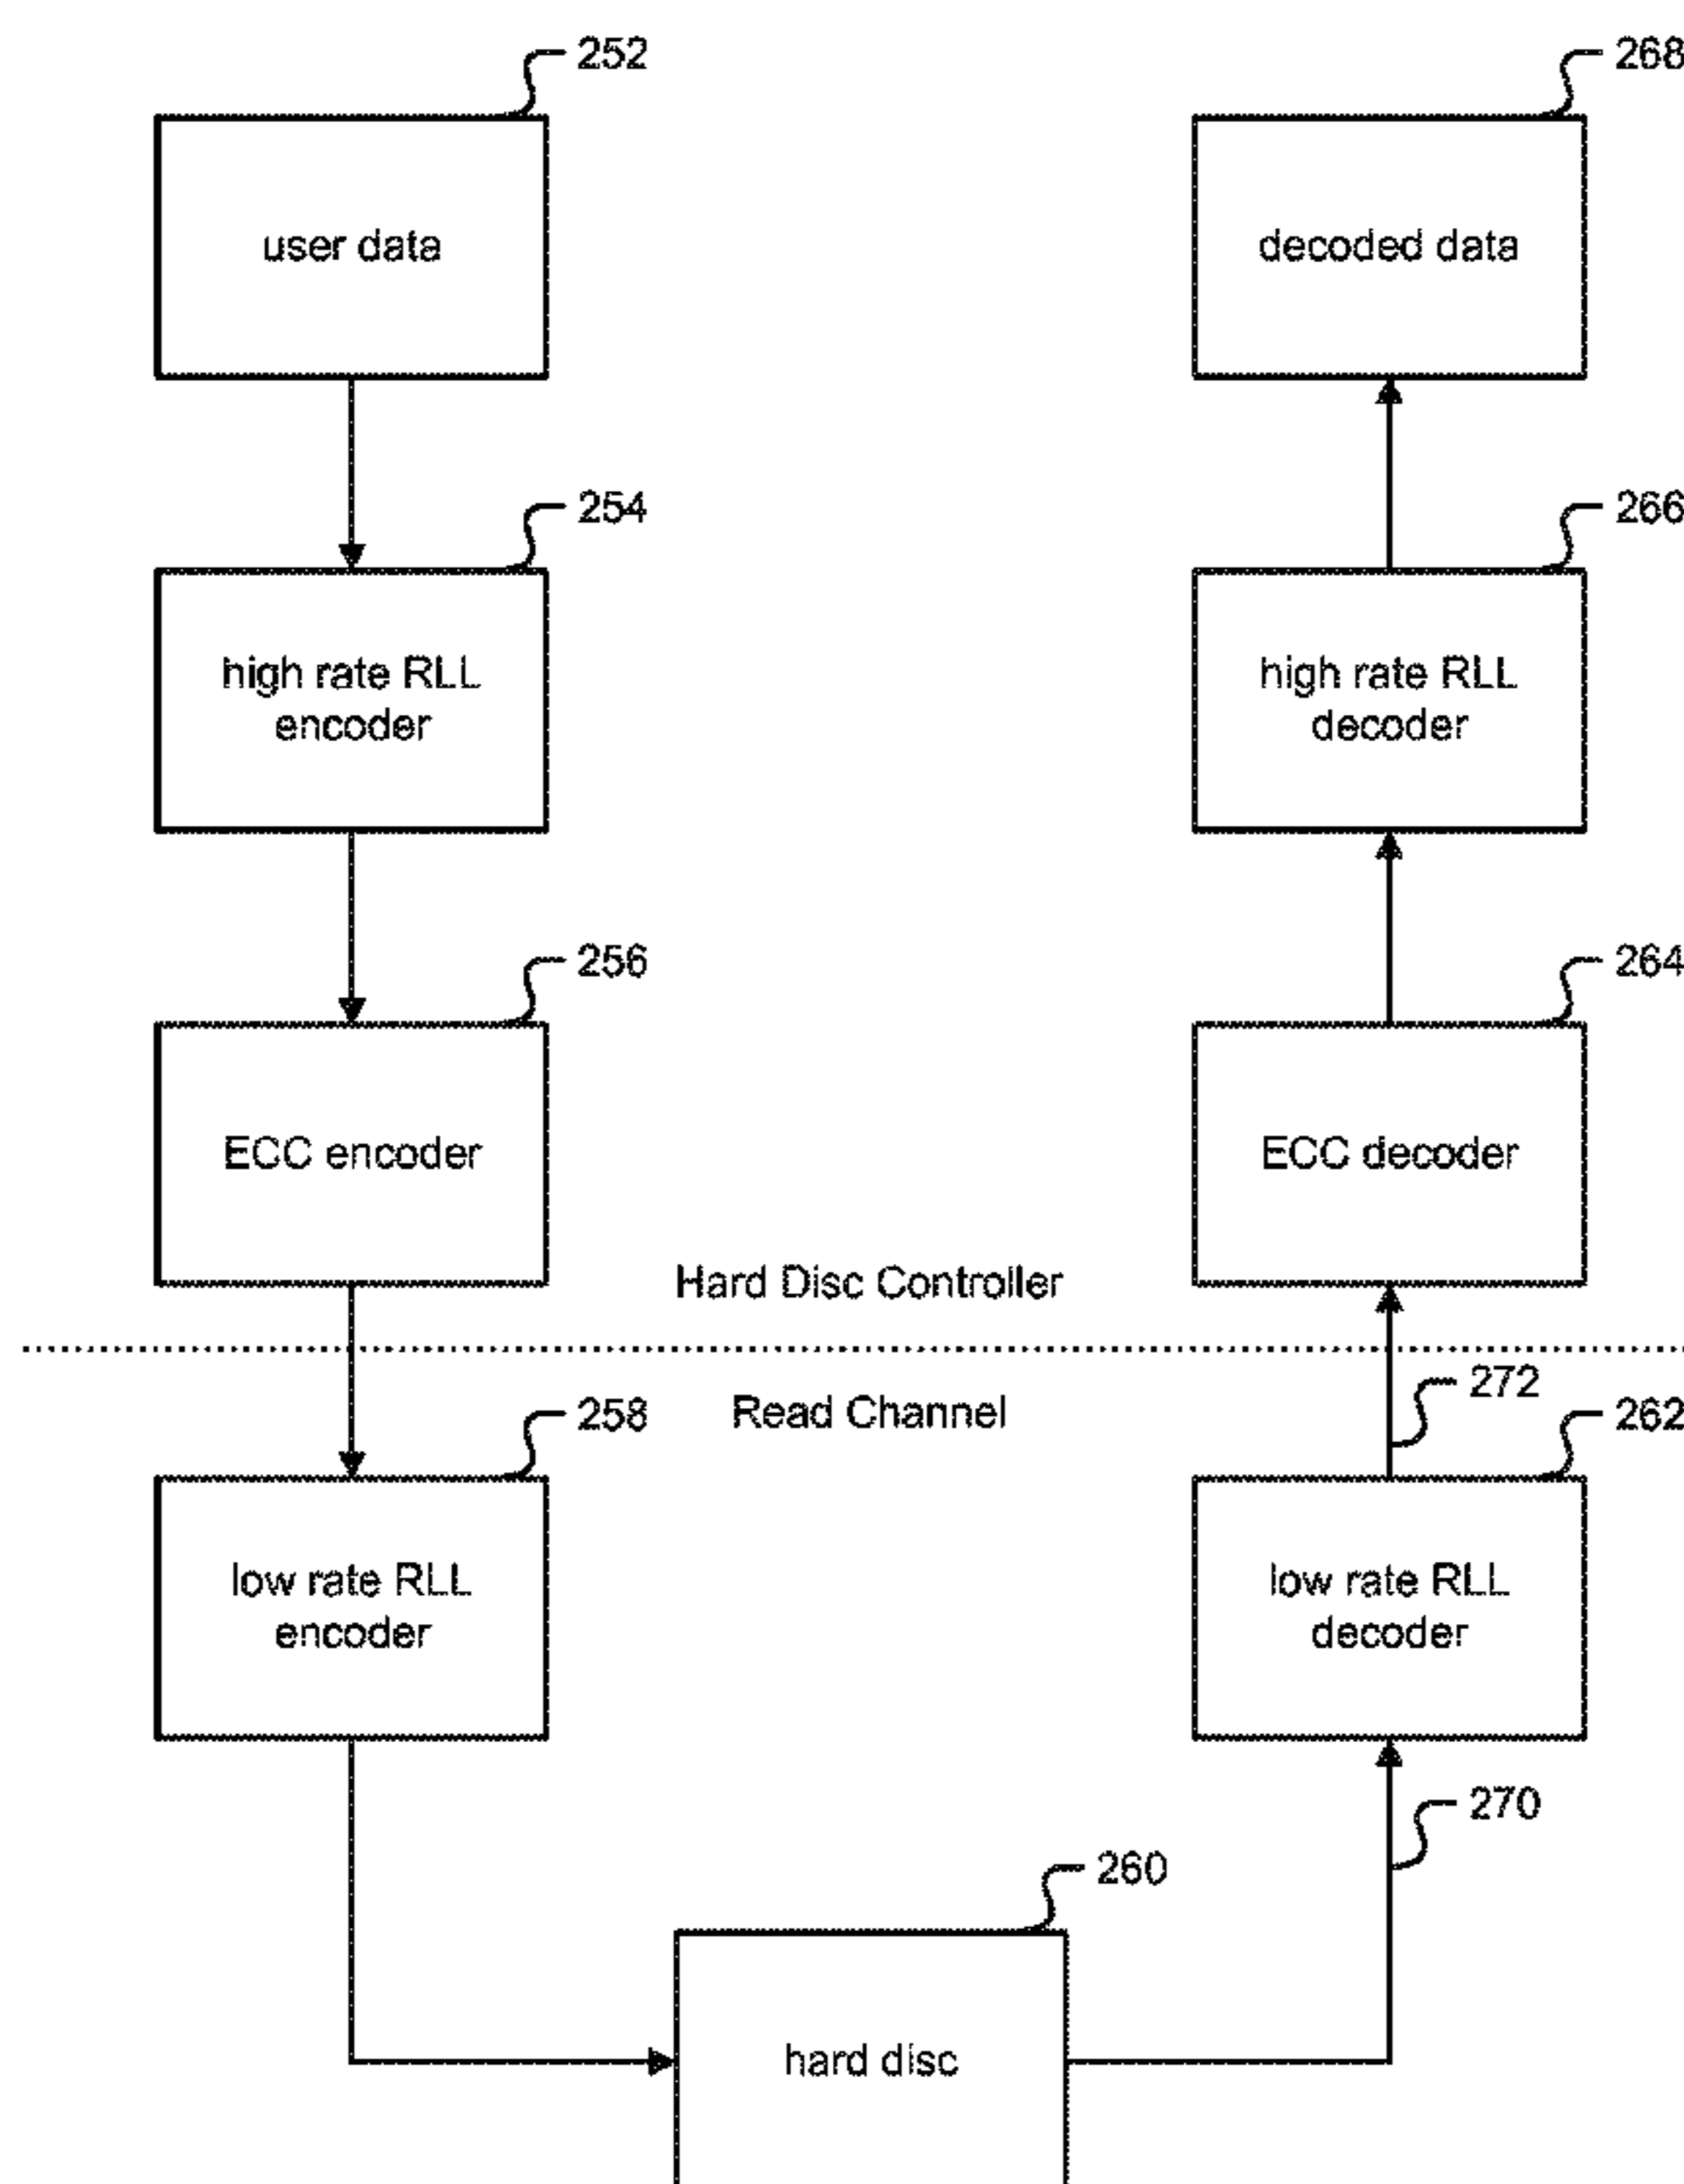 252
268
user data
decoded data
254
266
high rate RLL
encoder
high rate RLL
decoder
256
264
ECC encoder
ECC decoder
Hard Disc Controller
Read Channel
272
258
262
low rate RLL
encoder
low rate RLL
decoder
270
260
hard disc